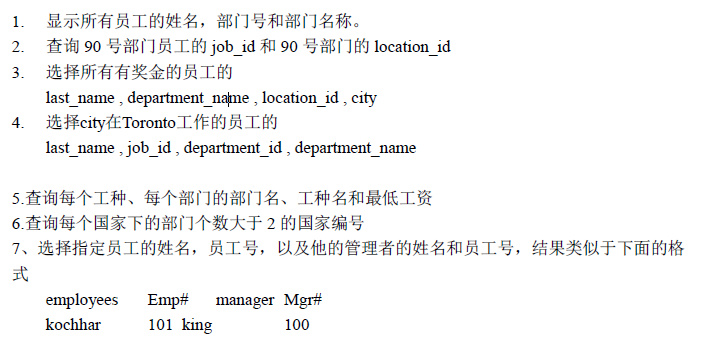 1. 显示所有员工的姓名，部门号和部门名称。
2. 查询 90 号部门员工的 job_id 和 90 号部门的 location_id
3. 选择所有有奖金的员工的
last_name , department_name , location_id , city
4. 选择city在Toronto工作的员工的
last_name , job_id , department_id , department_name
5.查询每个工种、每个部门的部门名、工种名和最低工资
6.查询每个国家下的部门个数大于 2 的国家编号
7、选择指定员工的姓名，员工号，以及他的管理者的姓名和员工号，结果类似于下面的格
式
employees Emp# manager Mgr#
kochhar 101 king 100